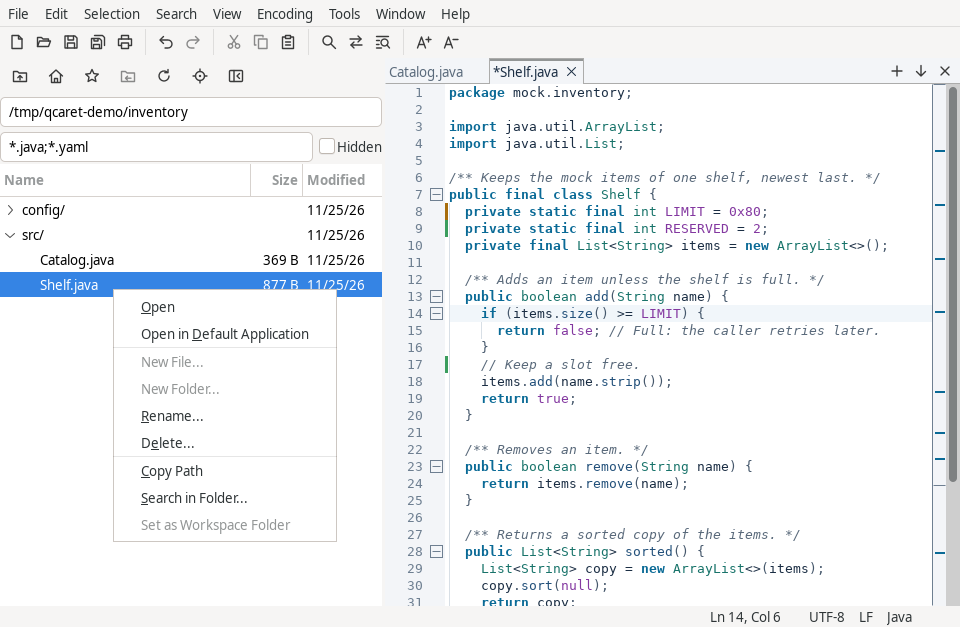 File Edit Selection Search View Encoding Tools Window Help
A+ A-
/tmp/qcaret-demo/inventory
*.java;*.yaml
Hidden
Name Size Modified
config/ 11/25/26
src/ 11/25/26
Catalog.java 369 B 11/25/26
Shelf.java 877 B 11/25/26
Open
Open in Default Application
New File...
New Folder...
Rename...
Delete...
Copy Path
Search in Folder...
Set as Workspace Folder
Catalog.java *Shelf.java
1 package mock.inventory;
2
3 import java.util.ArrayList;
4 import java.util.List;
5
6 /** Keeps the mock items of one shelf, newest last. */
7 public final class Shelf {
8 private static final int LIMIT = 0x80;
9 private static final int RESERVED = 2;
10 private final List<String> items = new ArrayList<>();
11
12 /** Adds an item unless the shelf is full. */
13 public boolean add(String name) {
14 if (items.size() >= LIMIT) {
15 return false; // Full: the caller retries later.
16 }
17 // Keep a slot free.
18 items.add(name.strip());
19 return true;
20 }
21
22 /** Removes an item. */
23 public boolean remove(String name) {
24 return items.remove(name);
25 }
26
27 /** Returns a sorted copy of the items. */
28 public List<String> sorted() {
29 List<String> copy = new ArrayList<>(items);
30 copy.sort(null);
31 return copy;
Ln 14, Col 6 UTF-8 LF Java